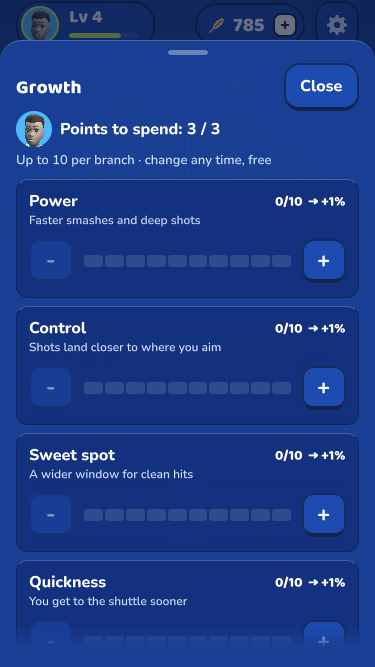 Lv 4
785 +
Growth
Close
Points to spend: 3 / 3
Up to 10 per branch · change any time, free
Power
0/10 → +1%
Faster smashes and deep shots
- +
Control
0/10 → +1%
Shots land closer to where you aim
- +
Sweet spot
0/10 → +1%
A wider window for clean hits
- +
Quickness
0/10 → +1%
You get to the shuttle sooner
- +